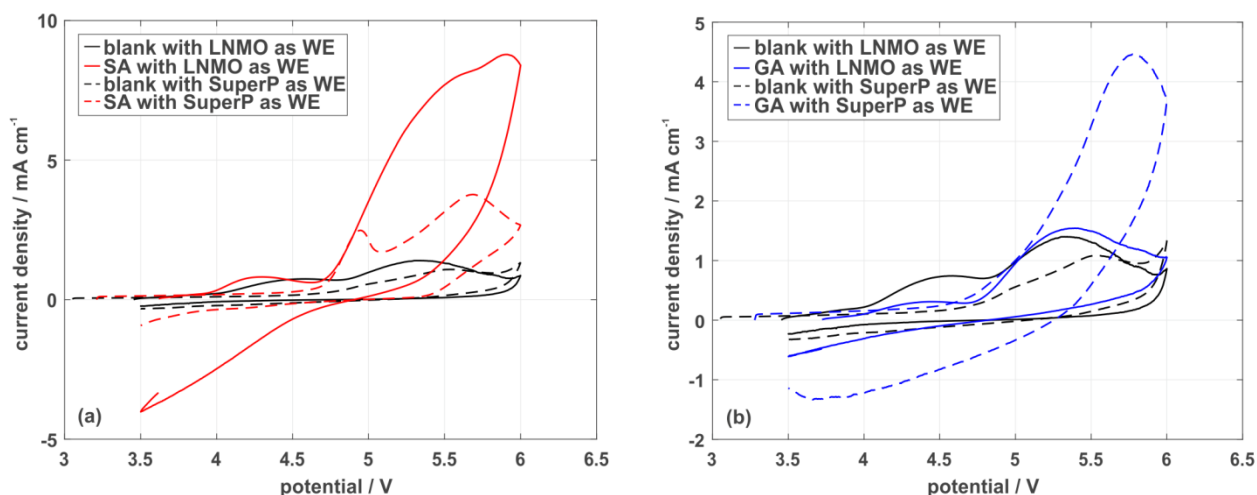 10
5
0
-5
current density / mA cm⁻¹
blank with LNMO as WE
SA with LNMO as WE
blank with SuperP as WE
SA with SuperP as WE
(a)
3
3.5
4
4.5
5
5.5
6
6.5
potential / V
5
4
3
2
1
0
-1
-2
current density / mA cm⁻¹
blank with LNMO as WE
GA with LNMO as WE
blank with SuperP as WE
GA with SuperP as WE
(b)
3
3.5
4
4.5
5
5.5
6
6.5
potential / V